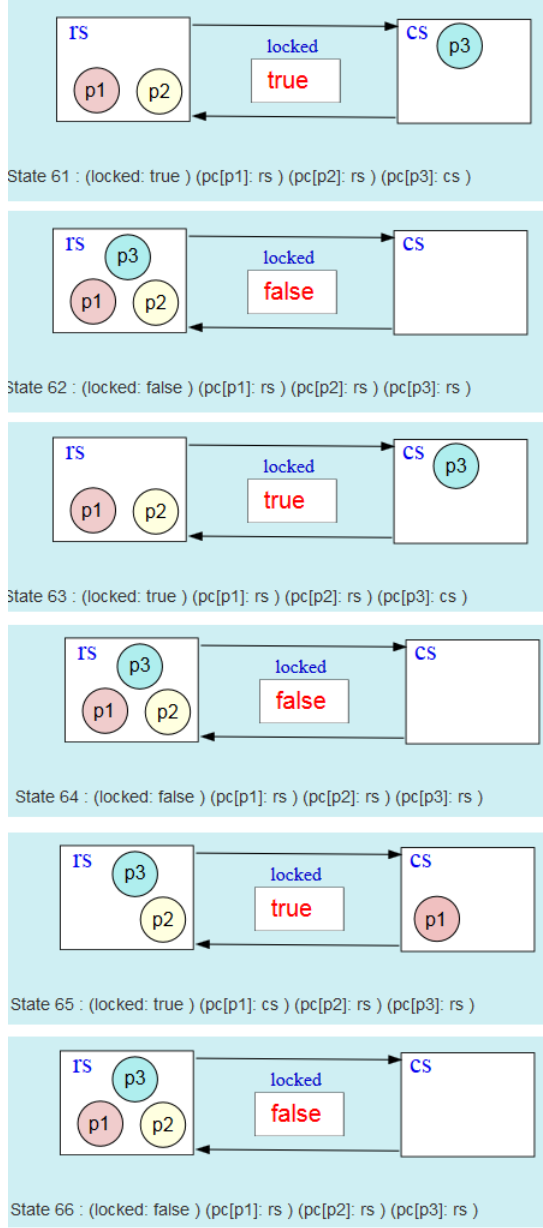 rs locked cs p3
p1 p2 true
State 61 : (locked: true ) (pc[p1]: rs ) (pc[p2]: rs ) (pc[p3]: cs )
rs p3 locked cs
p1 p2 false
State 62 : (locked: false ) (pc[p1]: rs ) (pc[p2]: rs ) (pc[p3]: rs )
rs locked cs p3
p1 p2 true
State 63 : (locked: true ) (pc[p1]: rs ) (pc[p2]: rs ) (pc[p3]: cs )
rs p3 locked cs
p1 p2 false
State 64 : (locked: false ) (pc[p1]: rs ) (pc[p2]: rs ) (pc[p3]: rs )
rs p3 locked cs
p2 true p1
State 65 : (locked: true ) (pc[p1]: cs ) (pc[p2]: rs ) (pc[p3]: rs )
rs p3 locked cs
p1 p2 false
State 66 : (locked: false ) (pc[p1]: rs ) (pc[p2]: rs ) (pc[p3]: rs )